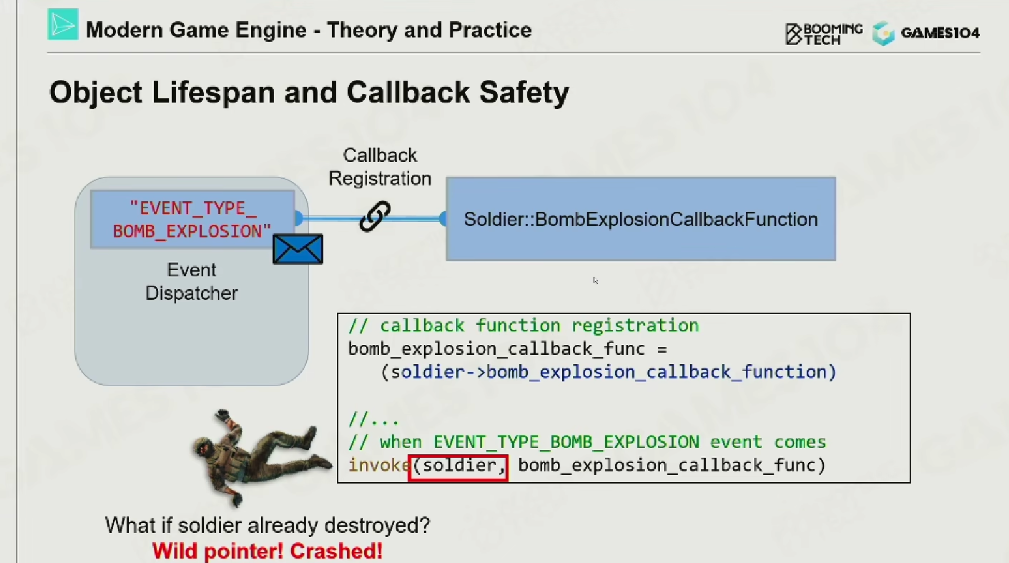 Modern Game Engine - Theory and Practice
BOOMING
TECH
GAMES104
Object Lifespan and Callback Safety
Callback
Registration
"EVENT_TYPE_
BOMB_EXPLOSION"
Soldier::BombExplosionCallbackFunction
Event
Dispatcher
// callback function registration
bomb_explosion_callback_func =
(soldier->bomb_explosion_callback_function)
//...
// when EVENT_TYPE_BOMB_EXPLOSION event comes
invoke(soldier, bomb_explosion_callback_func)
What if soldier already destroyed?
Wild pointer! Crashed!